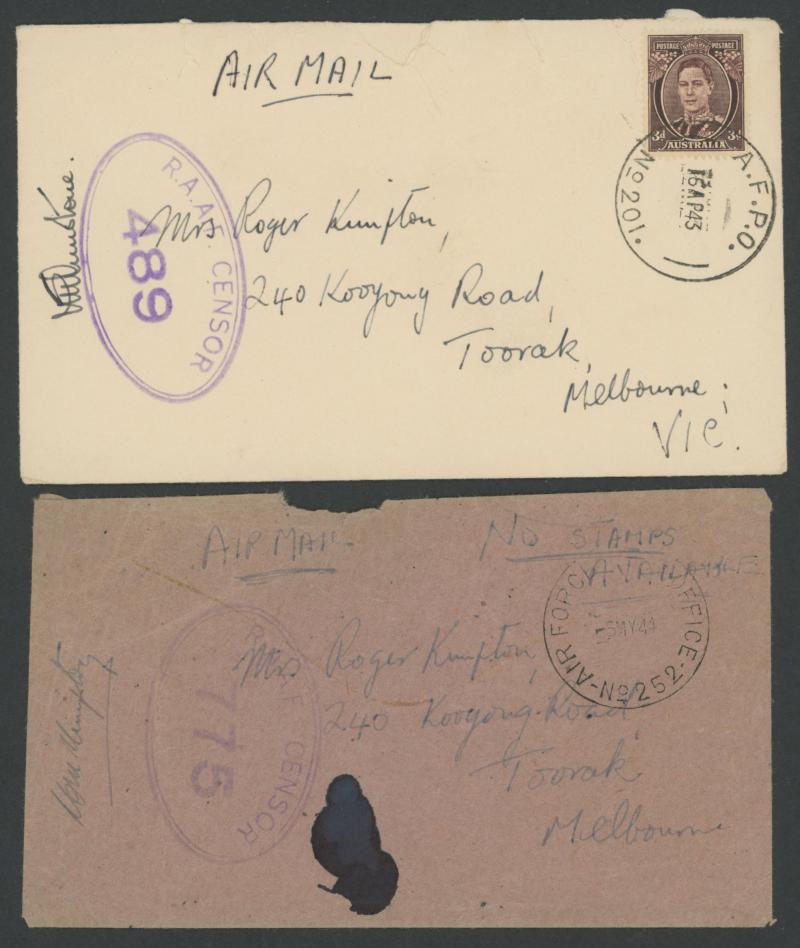 AIR MAIL
POSTAGE POSTAGE
3d 3d
AUSTRALIA
A.F.P.O.
No 201.
16 AP 43
R.A.A.F. CENSOR
489
Mrs Roger Kimpton,
240 Kooyong Road,
Toorak,
Melbourne,
VIC.
AIR MAIL
NO STAMPS
AVAILABLE
AIR FORCE OFFICE
MY 44
No 252
R.A.A.F CENSOR
775
Mrs Roger Kimpton,
240 Kooyong Road,
Toorak
Melbourne